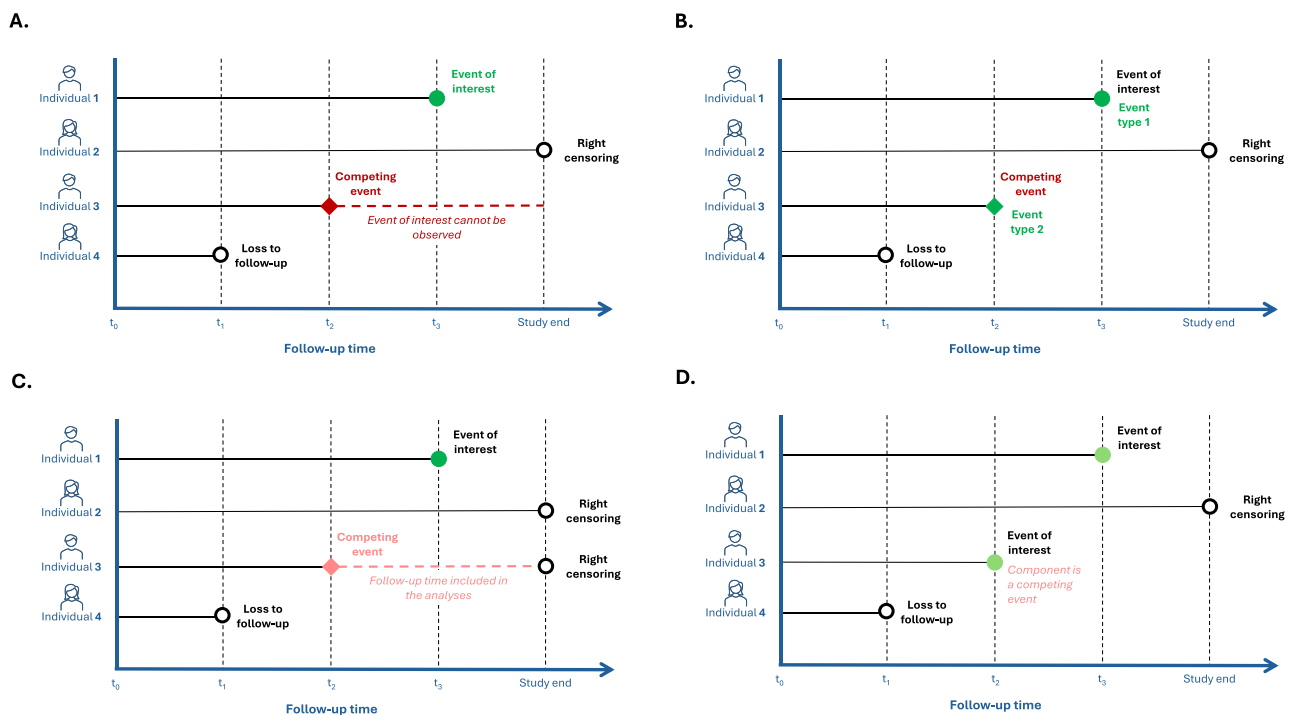 A.
Individual 1
Event of
interest
Individual 2
Right
censoring
Individual 3
Competing
event
Event of interest cannot be
observed
Individual 4
Loss to
follow-up
t0
t1
t2
t3
Study end
Follow-up time
B.
Individual 1
Event of
interest
Event
type 1
Individual 2
Right
censoring
Individual 3
Competing
event
Event
type 2
Individual 4
Loss to
follow-up
t0
t1
t2
t3
Study end
Follow-up time
C.
Individual 1
Event of
interest
Individual 2
Right
censoring
Individual 3
Competing
event
Follow-up time included in
the analyses
Right
censoring
Individual 4
Loss to
follow-up
t0
t1
t2
t3
Study end
Follow-up time
D.
Individual 1
Event of
interest
Individual 2
Right
censoring
Individual 3
Event of
interest
Component is
a competing
event
Individual 4
Loss to
follow-up
t0
t1
t2
t3
Study end
Follow-up time